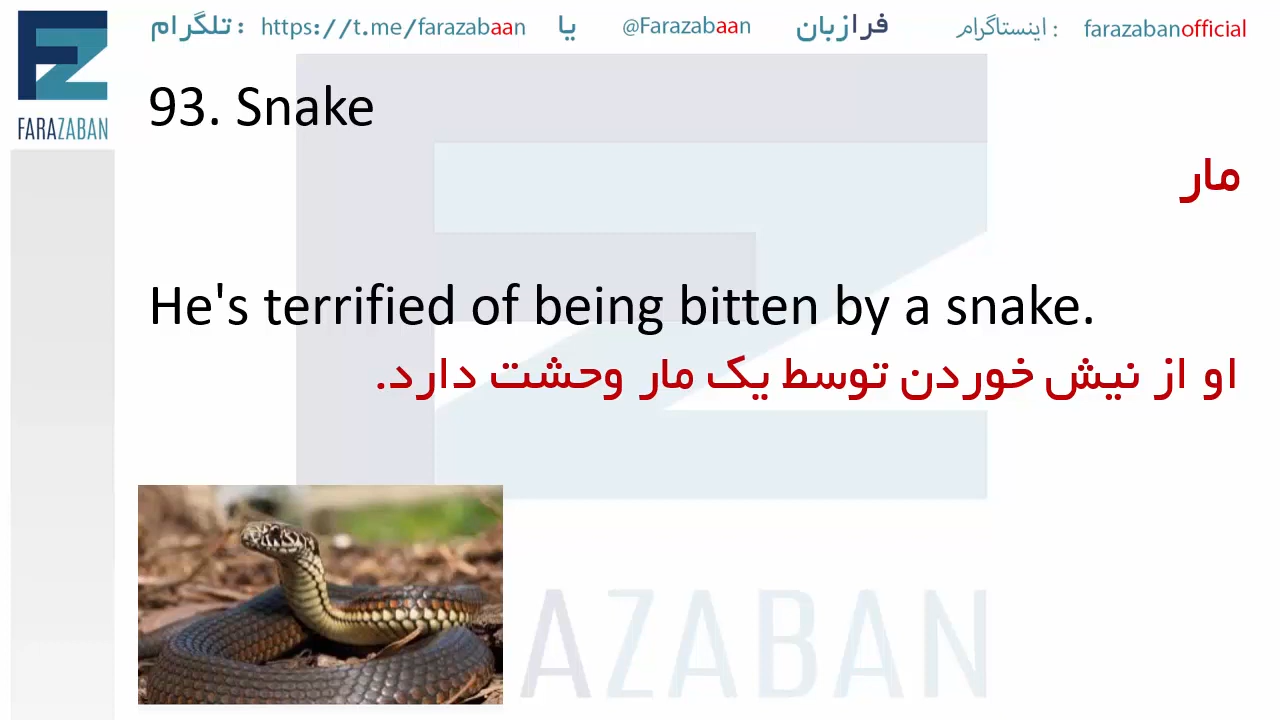 تلگرام : https://t.me/farazabaan یا @Farazabaan فرازبان اینستاگرام : farazabanofficial
FZ
FARAZABAN
93. Snake
مار
He's terrified of being bitten by a snake.
او از نیش خوردن توسط یک مار وحشت دارد.
AZABAN